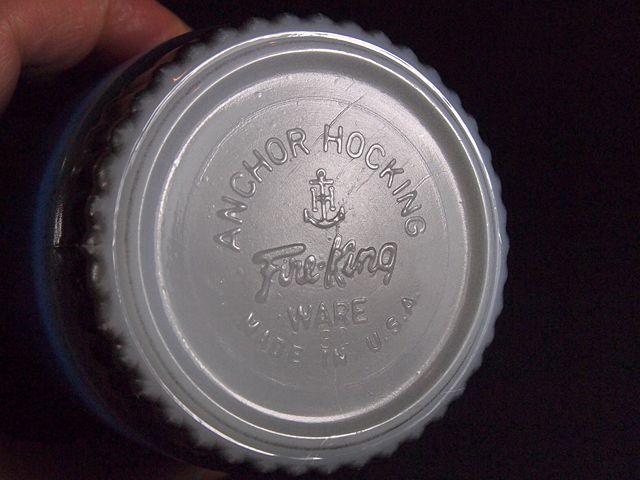 ANCHOR HOCKING
H
Fire-King
WARE
MADE IN U.S.A.